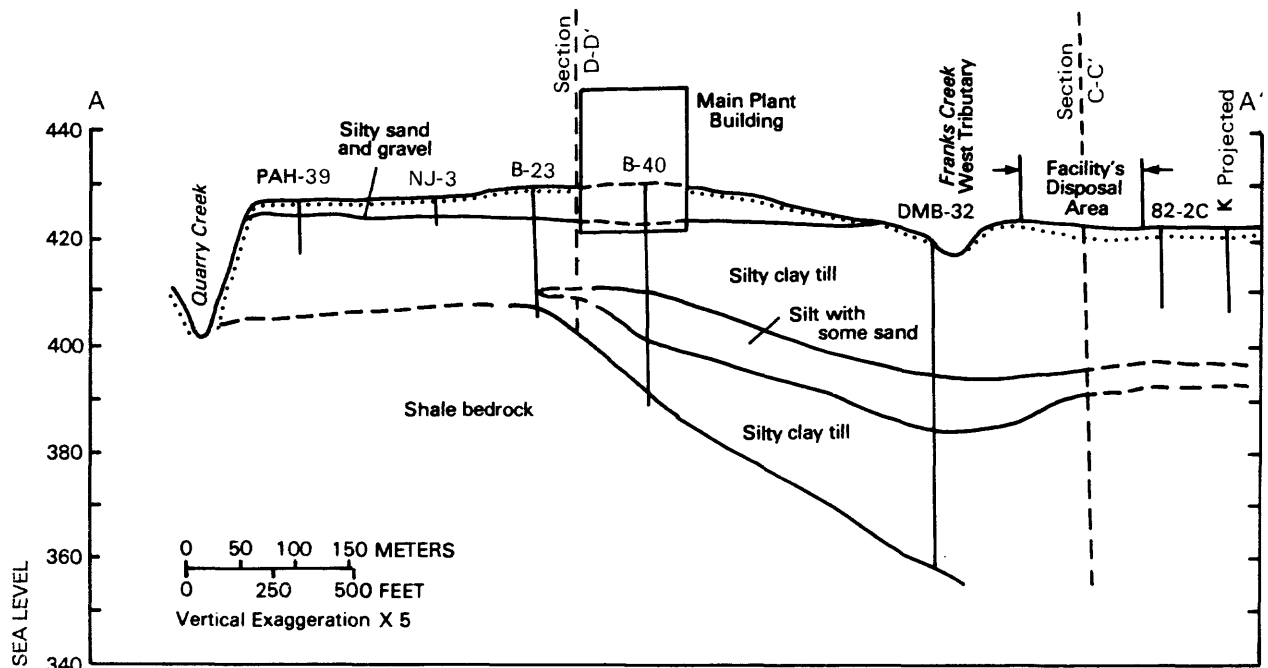 A
A'
Section
D-D'
Main Plant
Building
Franks Creek
West Tributary
Section
C-C'
Facility's
Disposal
Area
K Projected
Silty sand
and gravel
PAH-39
NJ-3
B-23
B-40
DMB-32
82-2C
Quarry Creek
Silty clay till
Silt with
some sand
Shale bedrock
Silty clay till
440
420
400
380
360
340
SEA LEVEL
0 50 100 150 METERS
0 250 500 FEET
Vertical Exaggeration X 5